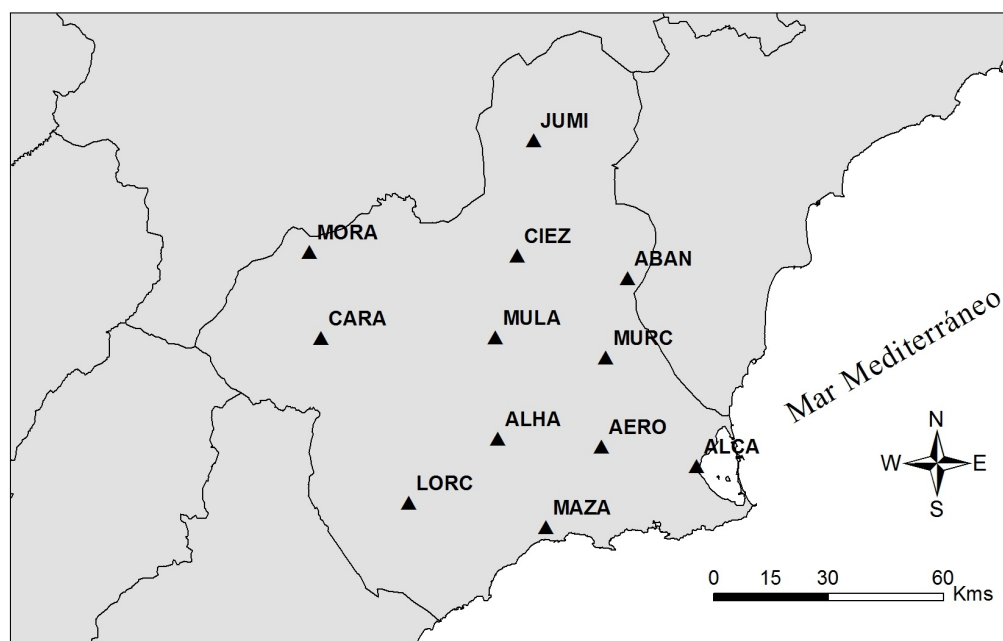 JUMI
MORA
CIEZ
ABAN
CARA
MULA
MURC
Mar Mediterráneo
ALHA
AERO
ALCA
N
W
E
S
LORC
MAZA
0 15 30 60
Kms